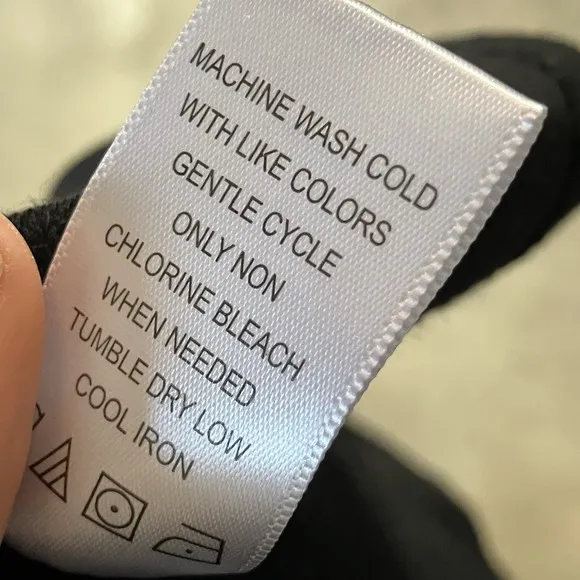 MACHINE WASH COLD
WITH LIKE COLORS
GENTLE CYCLE
ONLY NON
CHLORINE BLEACH
WHEN NEEDED
TUMBLE DRY LOW
COOL IRON